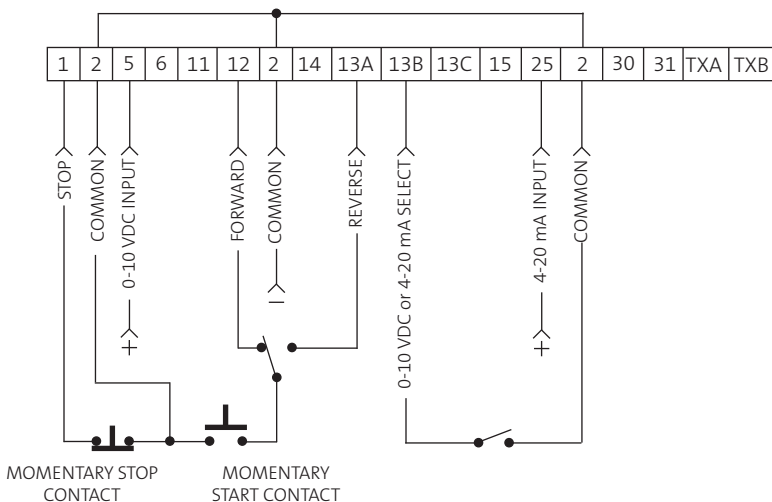 1 2 5 6 11 12 2 14 13A 13B 13C 15 25 2 30 31 TXA TXB
STOP
COMMON
0-10 VDC INPUT
+
FORWARD
COMMON
–
REVERSE
0-10 VDC or 4-20 mA SELECT
4-20 mA INPUT
+
COMMON
MOMENTARY STOP
CONTACT
MOMENTARY
START CONTACT